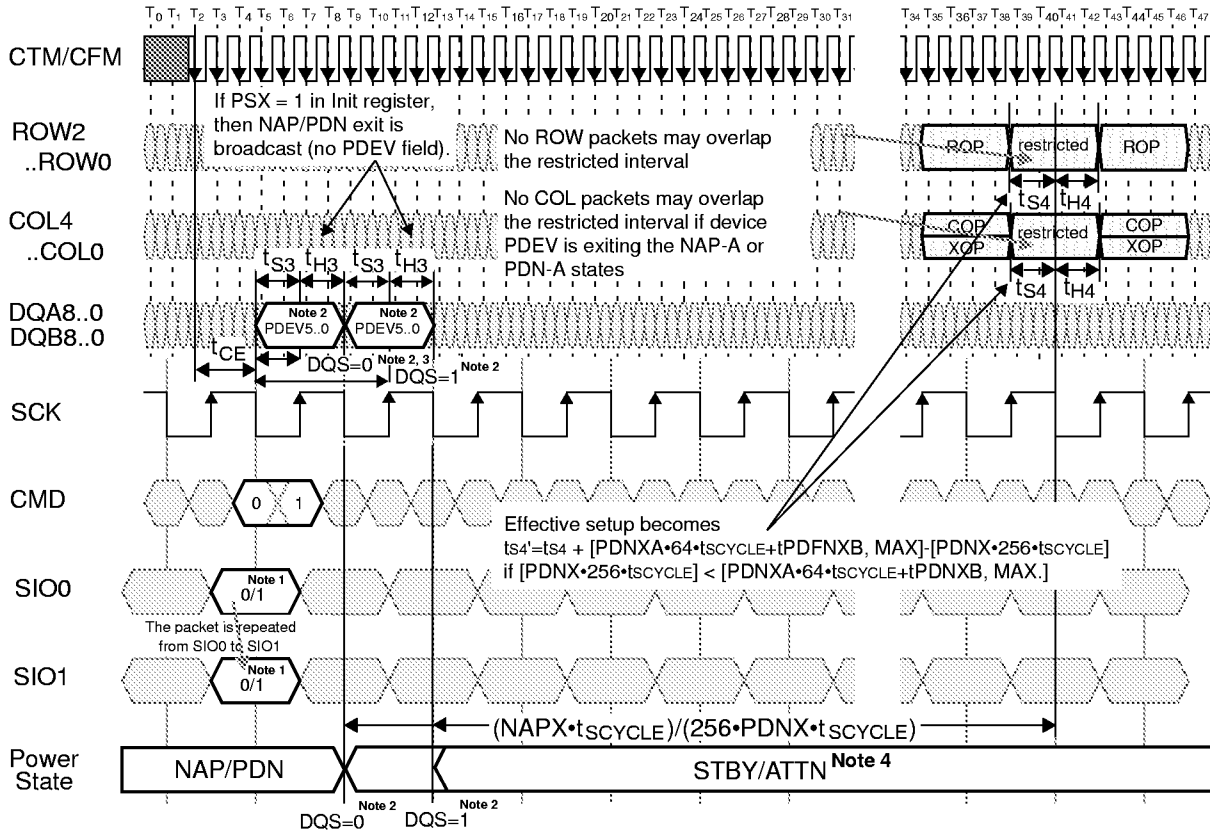 T0 T1 T2 T3 T4 T5 T6 T7 T8 T9 T10 T11 T12 T13 T14 T15 T16 T17 T18 T19 T20 T21 T22 T23 T24 T25 T26 T27 T28 T29 T30 T31 T34 T35 T36 T37 T38 T39 T40 T41 T42 T43 T44 T45 T46 T47
CTM/CFM
If PSX = 1 in Init register,
then NAP/PDN exit is
broadcast (no PDEV field).
ROW2
..ROW0
No ROW packets may overlap
the restricted interval
ROP restricted ROP
tS4 tH4
COL4
..COL0
No COL packets may overlap
the restricted interval if device
PDEV is exiting the NAP-A or
PDN-A states
COP restricted COP
XOP XOP
tS4 tH4
tS3 tH3 tS3 tH3
DQA8..0
DQB8..0
Note 2 Note 2
PDEV5..0 PDEV5..0
tCE
DQS=0 Note 2, 3 DQS=1 Note 2
SCK
CMD
0 1
Effective setup becomes
tS4'=tS4 + [PDNXA•64•tSCYCLE+tPDFNXB, MAX]-[PDNX•256•tSCYCLE]
if [PDNX•256•tSCYCLE] < [PDNXA•64•tSCYCLE+tPDNXB, MAX.]
SIO0
Note 1
0/1
The packet is repeated
from SIO0 to SIO1
SIO1
Note 1
0/1
(NAPX•tSCYCLE)/(256•PDNX•tSCYCLE)
Power
State
NAP/PDN
STBY/ATTN Note 4
DQS=0 Note 2 DQS=1 Note 2